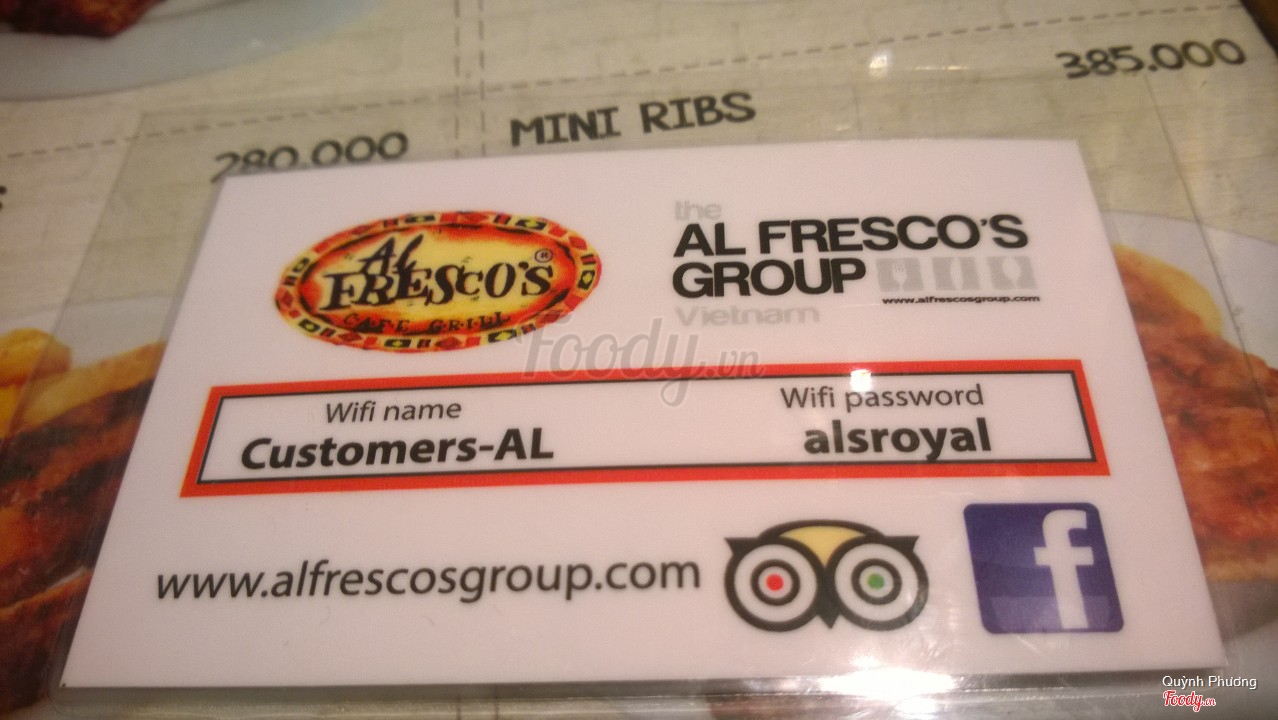 385.000
MINI RIBS
280.000
AL
FRESCO'S®
CAFE GRILL
the
AL FRESCO'S
GROUP
www.alfrescosgroup.com
Vietnam
Foody.vn
Wifi name
Customers-AL
Wifi password
alsroyal
www.alfrescosgroup.com
f
Quỳnh Phương
Foody.vn